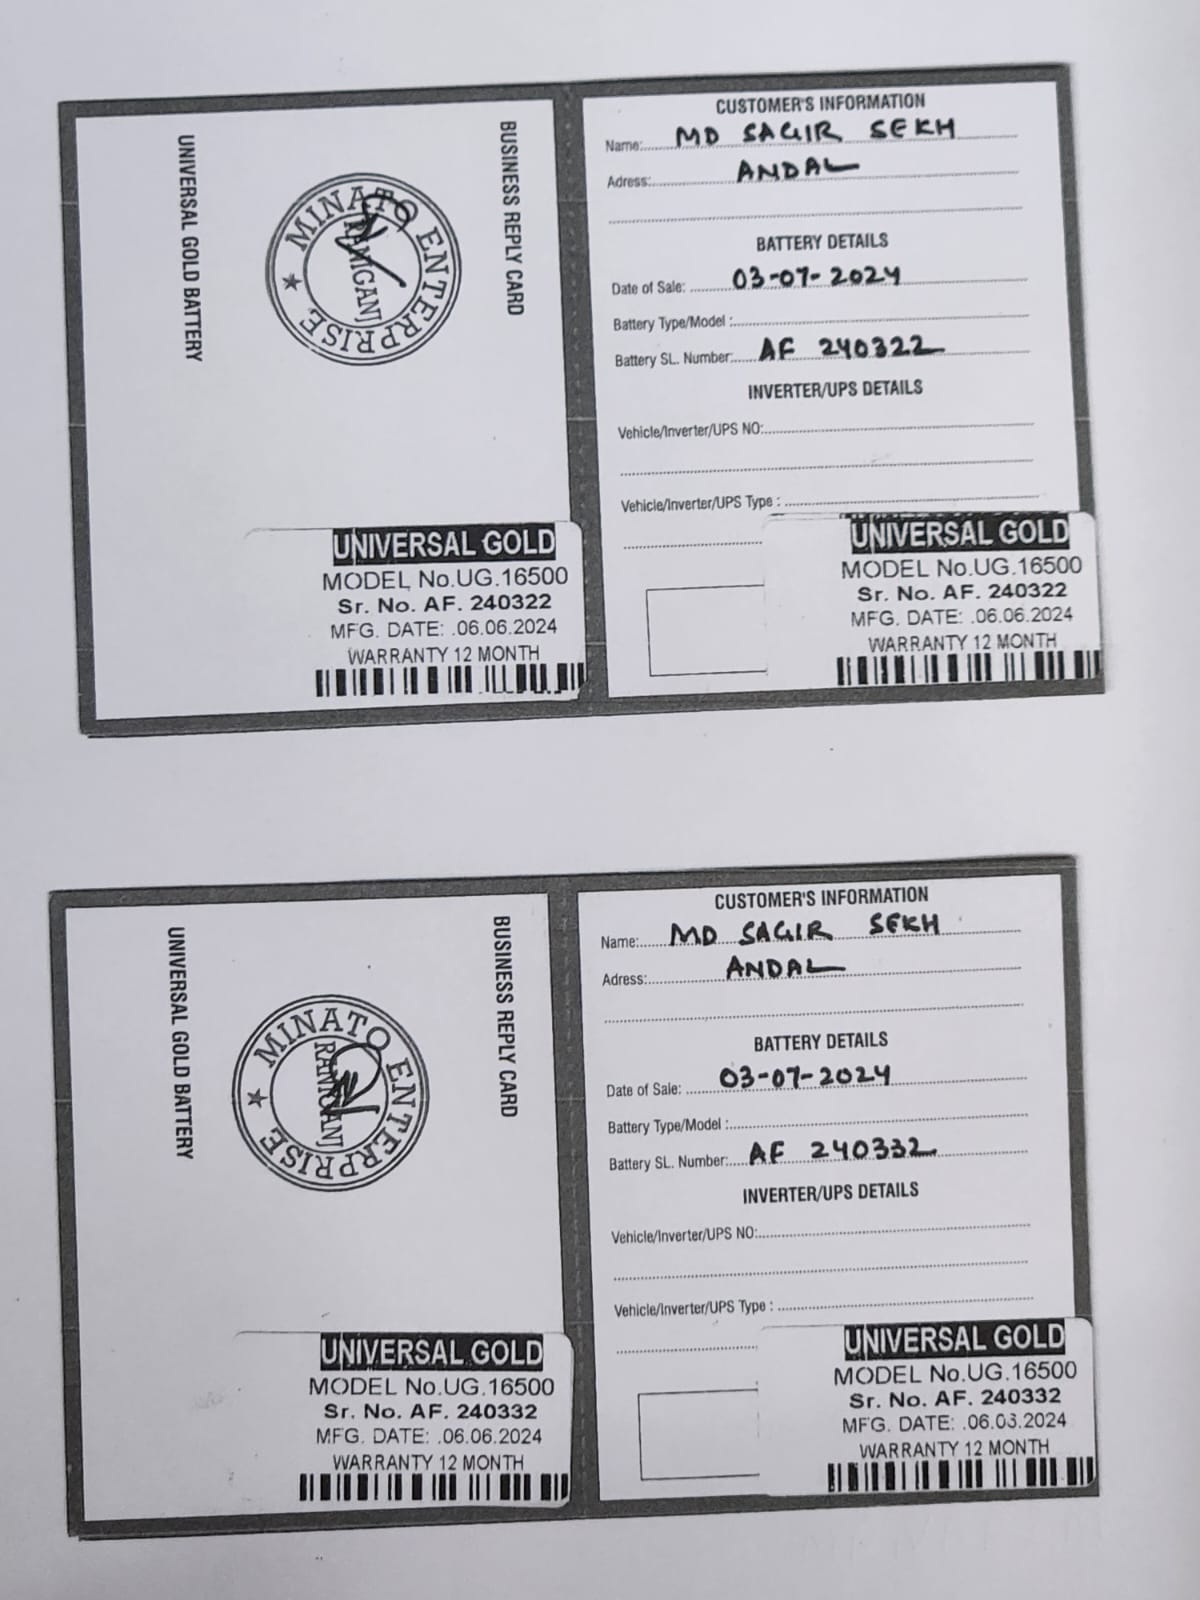 UNIVERSAL GOLD BATTERY
MINATO ENTERPRISE
RANIGANJ
BUSINESS REPLY CARD
UNIVERSAL GOLD
MODEL No.UG.16500
Sr. No. AF. 240322
MFG. DATE: .06.06.2024
WARRANTY 12 MONTH
CUSTOMER'S INFORMATION
Name: MD SAGIR SEKH
Adress: ANDAL
BATTERY DETAILS
Date of Sale: 03-07-2024
Battery Type/Model :
Battery SL. Number: AF 240322
INVERTER/UPS DETAILS
Vehicle/Inverter/UPS NO:
Vehicle/Inverter/UPS Type :
UNIVERSAL GOLD
MODEL No.UG.16500
Sr. No. AF. 240322
MFG. DATE: .06.06.2024
WARRANTY 12 MONTH
UNIVERSAL GOLD BATTERY
MINATO ENTERPRISE
RANIGANJ
BUSINESS REPLY CARD
UNIVERSAL GOLD
MODEL No.UG.16500
Sr. No. AF. 240332
MFG. DATE: .06.06.2024
WARRANTY 12 MONTH
CUSTOMER'S INFORMATION
Name: MD SAGIR SEKH
Adress: ANDAL
BATTERY DETAILS
Date of Sale: 03-07-2024
Battery Type/Model :
Battery SL. Number: AF 240332
INVERTER/UPS DETAILS
Vehicle/Inverter/UPS NO:
Vehicle/Inverter/UPS Type :
UNIVERSAL GOLD
MODEL No.UG.16500
Sr. No. AF. 240332
MFG. DATE: .06.06.2024
WARRANTY 12 MONTH